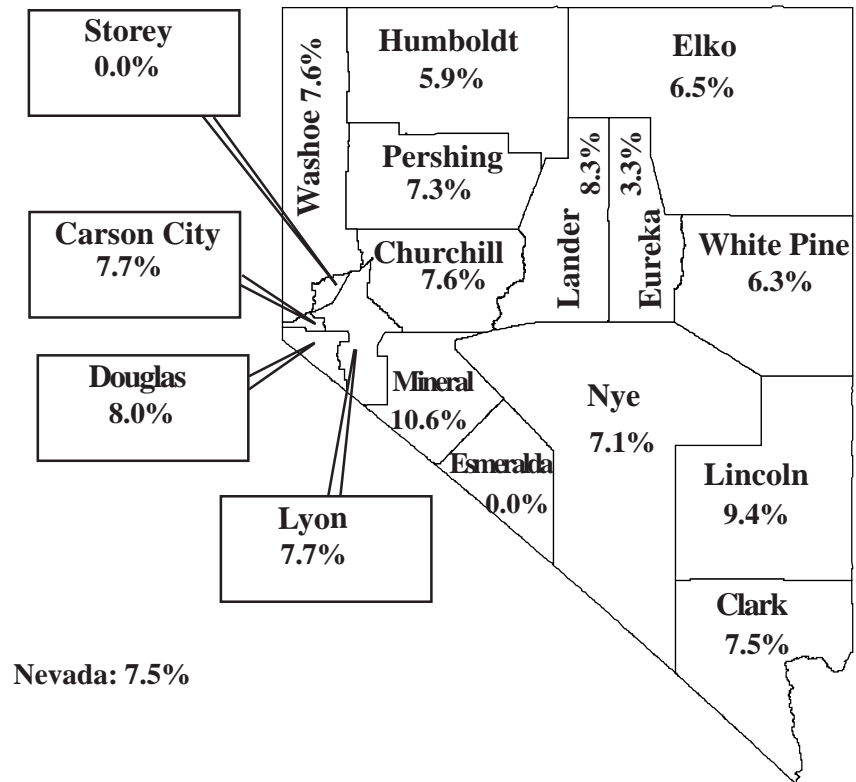 Storey
0.0%
Washoe 7.6%
Humboldt
5.9%
Elko
6.5%
Pershing
7.3%
Lander
8.3%
Eureka
3.3%
Carson City
7.7%
Churchill
7.6%
White Pine
6.3%
Douglas
8.0%
Mineral
10.6%
Nye
7.1%
Esmeralda
0.0%
Lincoln
9.4%
Lyon
7.7%
Clark
7.5%
Nevada: 7.5%